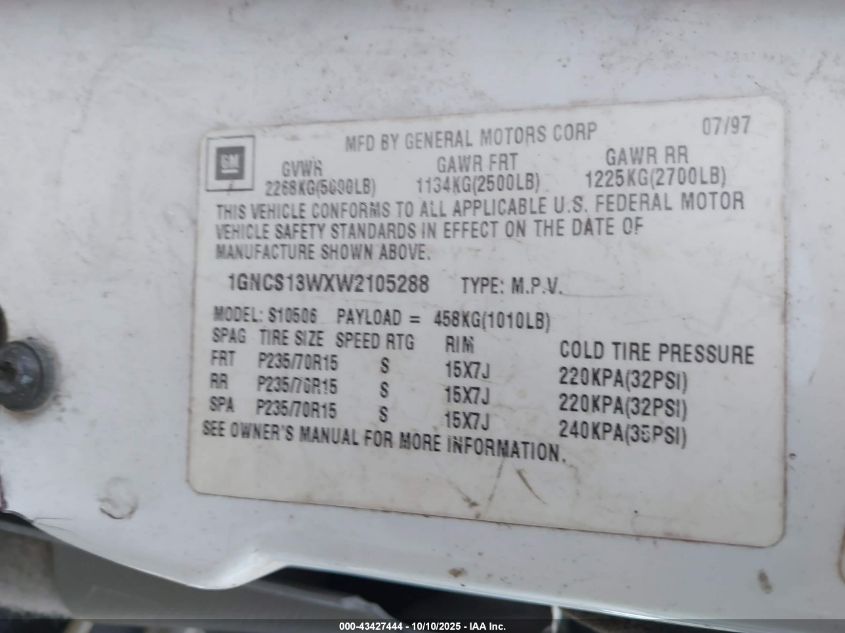 GM
MFD BY GENERAL MOTORS CORP 07/97
GVWR GAWR FRT GAWR RR
2268KG(5000LB) 1134KG(2500LB) 1225KG(2700LB)
THIS VEHICLE CONFORMS TO ALL APPLICABLE U.S. FEDERAL MOTOR
VEHICLE SAFETY STANDARDS IN EFFECT ON THE DATE OF
MANUFACTURE SHOWN ABOVE.
1GNCS13WXW2105288 TYPE: M.P.V.
MODEL: S10506 PAYLOAD = 458KG(1010LB)
SPAG TIRE SIZE SPEED RTG RIM COLD TIRE PRESSURE
FRT P235/70R15 S 15X7J 220KPA(32PSI)
RR P235/70R15 S 15X7J 220KPA(32PSI)
SPA P235/70R15 S 15X7J 240KPA(35PSI)
SEE OWNER'S MANUAL FOR MORE INFORMATION.
000-43427444 - 10/10/2025 - IAA Inc.